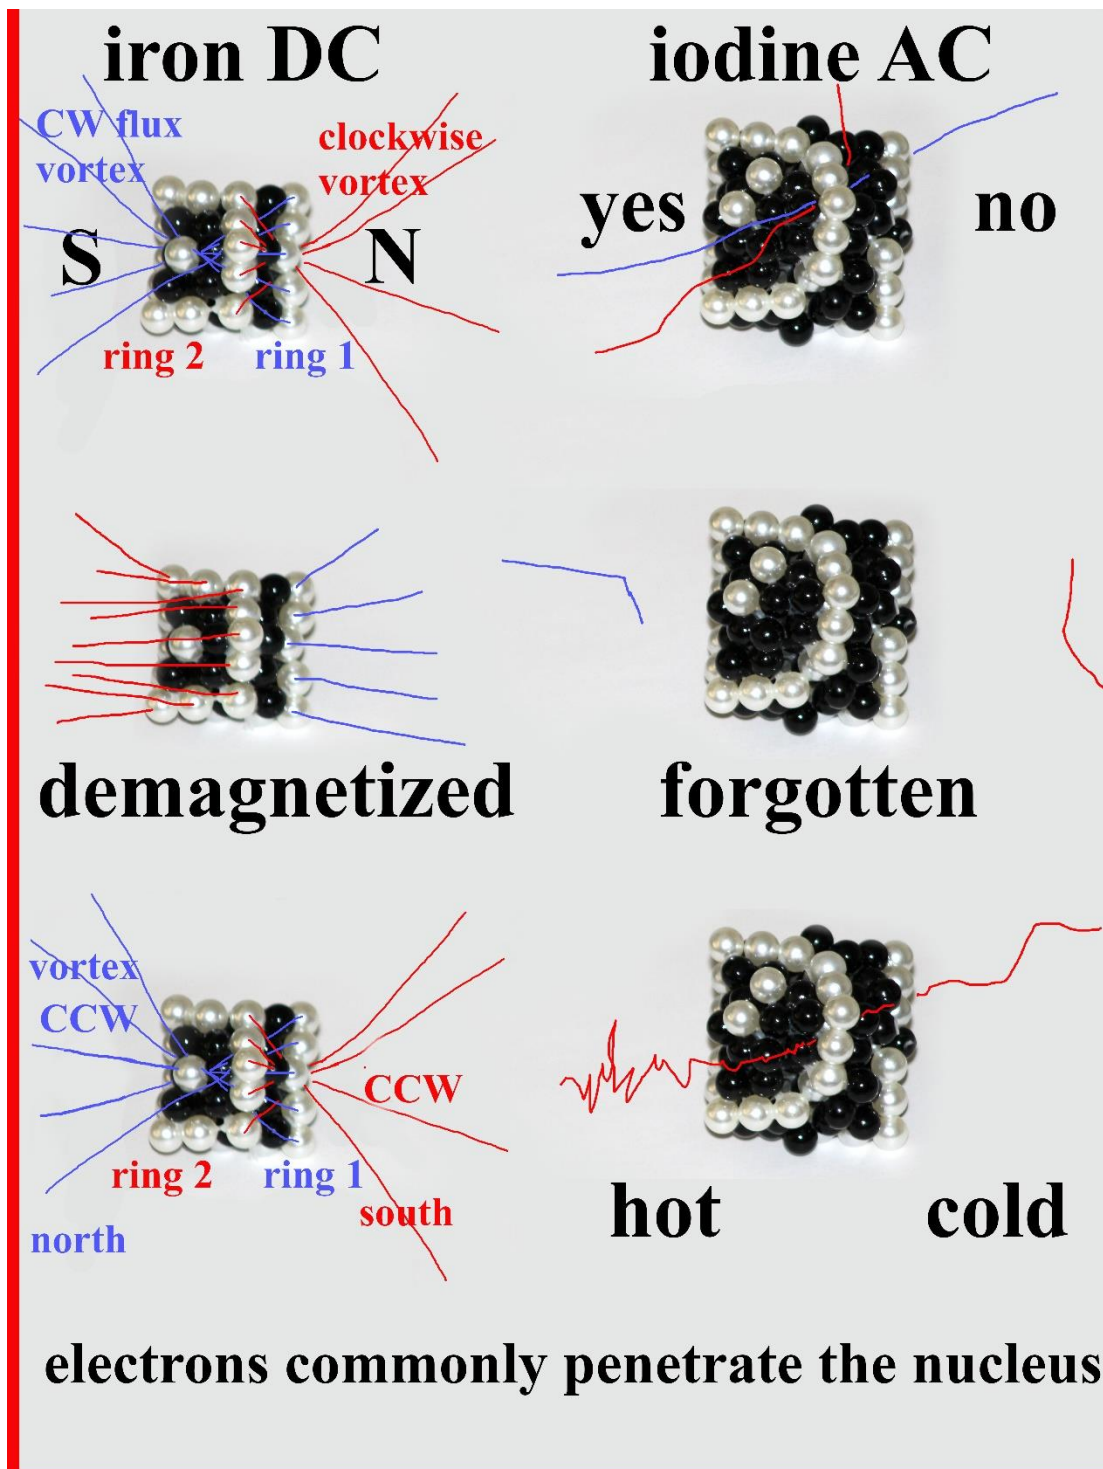 iron DC
iodine AC
CW flux
vortex
clockwise
vortex
S
N
yes
no
ring 2
ring 1
demagnetized
forgotten
vortex
CCW
CCW
ring 2
ring 1
south
north
hot
cold
electrons commonly penetrate the nucleus